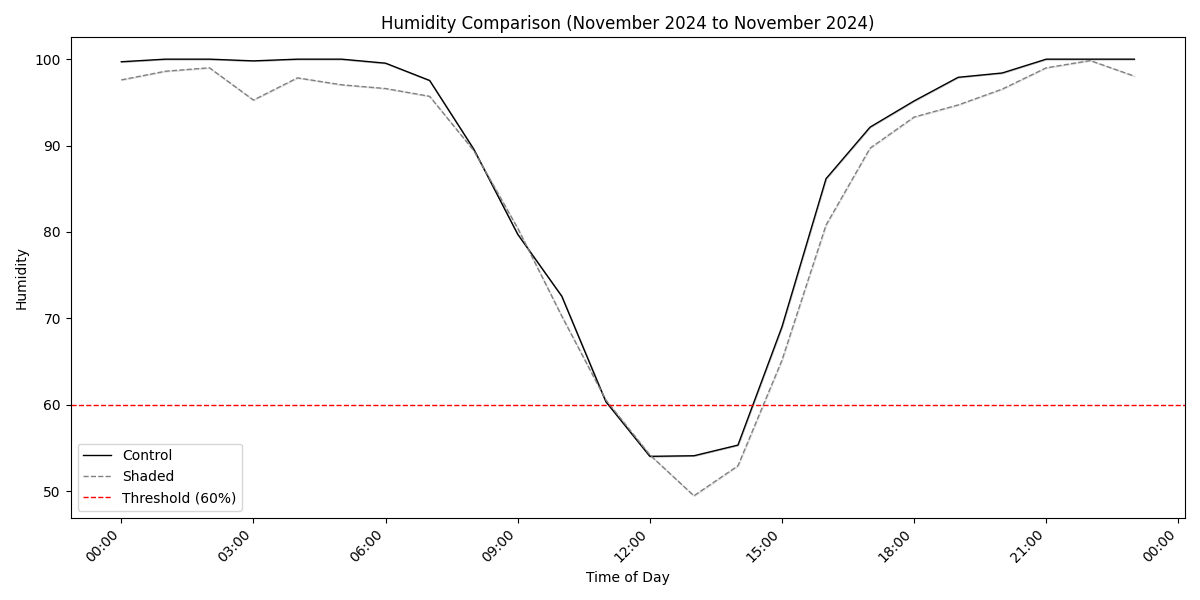 Humidity Comparison (November 2024 to November 2024)
100
90
80
70
60
50
Humidity
Control
Shaded
Threshold (60%)
00:00
03:00
06:00
09:00
12:00
15:00
18:00
21:00
00:00
Time of Day